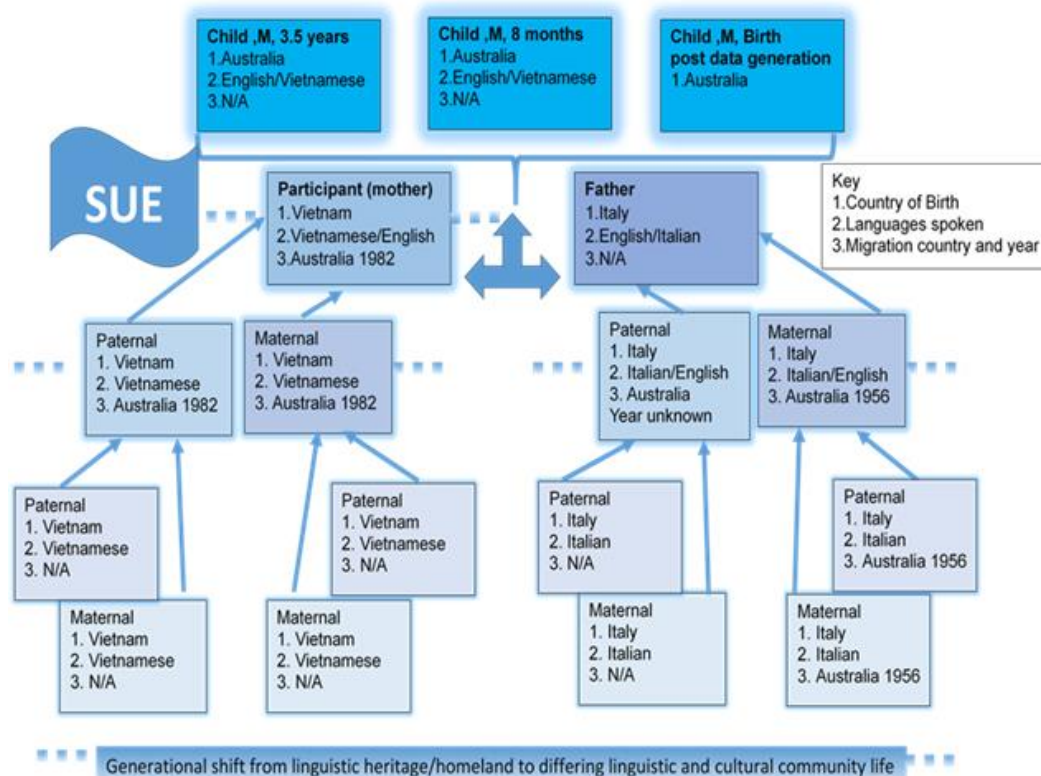 Child ,M, 3.5 years
1.Australia
2.English/Vietnamese
3.N/A
Child ,M, 8 months
1.Australia
2.English/Vietnamese
3.N/A
Child ,M, Birth
post data generation
1.Australia
SUE
Participant (mother)
1.Vietnam
2.Vietnamese/English
3.Australia 1982
Father
1.Italy
2.English/Italian
3.N/A
Key
1.Country of Birth
2.Languages spoken
3.Migration country and year
Paternal
1. Vietnam
2. Vietnamese
3. Australia 1982
Maternal
1. Vietnam
2. Vietnamese
3. Australia 1982
Paternal
1. Italy
2. Italian/English
3. Australia
Year unknown
Maternal
1. Italy
2. Italian/English
3. Australia 1956
Paternal
1. Vietnam
2. Vietnamese
3. N/A
Paternal
1. Vietnam
2. Vietnamese
3. N/A
Paternal
1. Italy
2. Italian
3. N/A
Paternal
1. Italy
2. Italian
3. Australia 1956
Maternal
1. Vietnam
2. Vietnamese
3. N/A
Maternal
1. Vietnam
2. Vietnamese
3. N/A
Maternal
1. Italy
2. Italian
3. N/A
Maternal
1. Italy
2. Italian
3. Australia 1956
Generational shift from linguistic heritage/homeland to differing linguistic and cultural community life